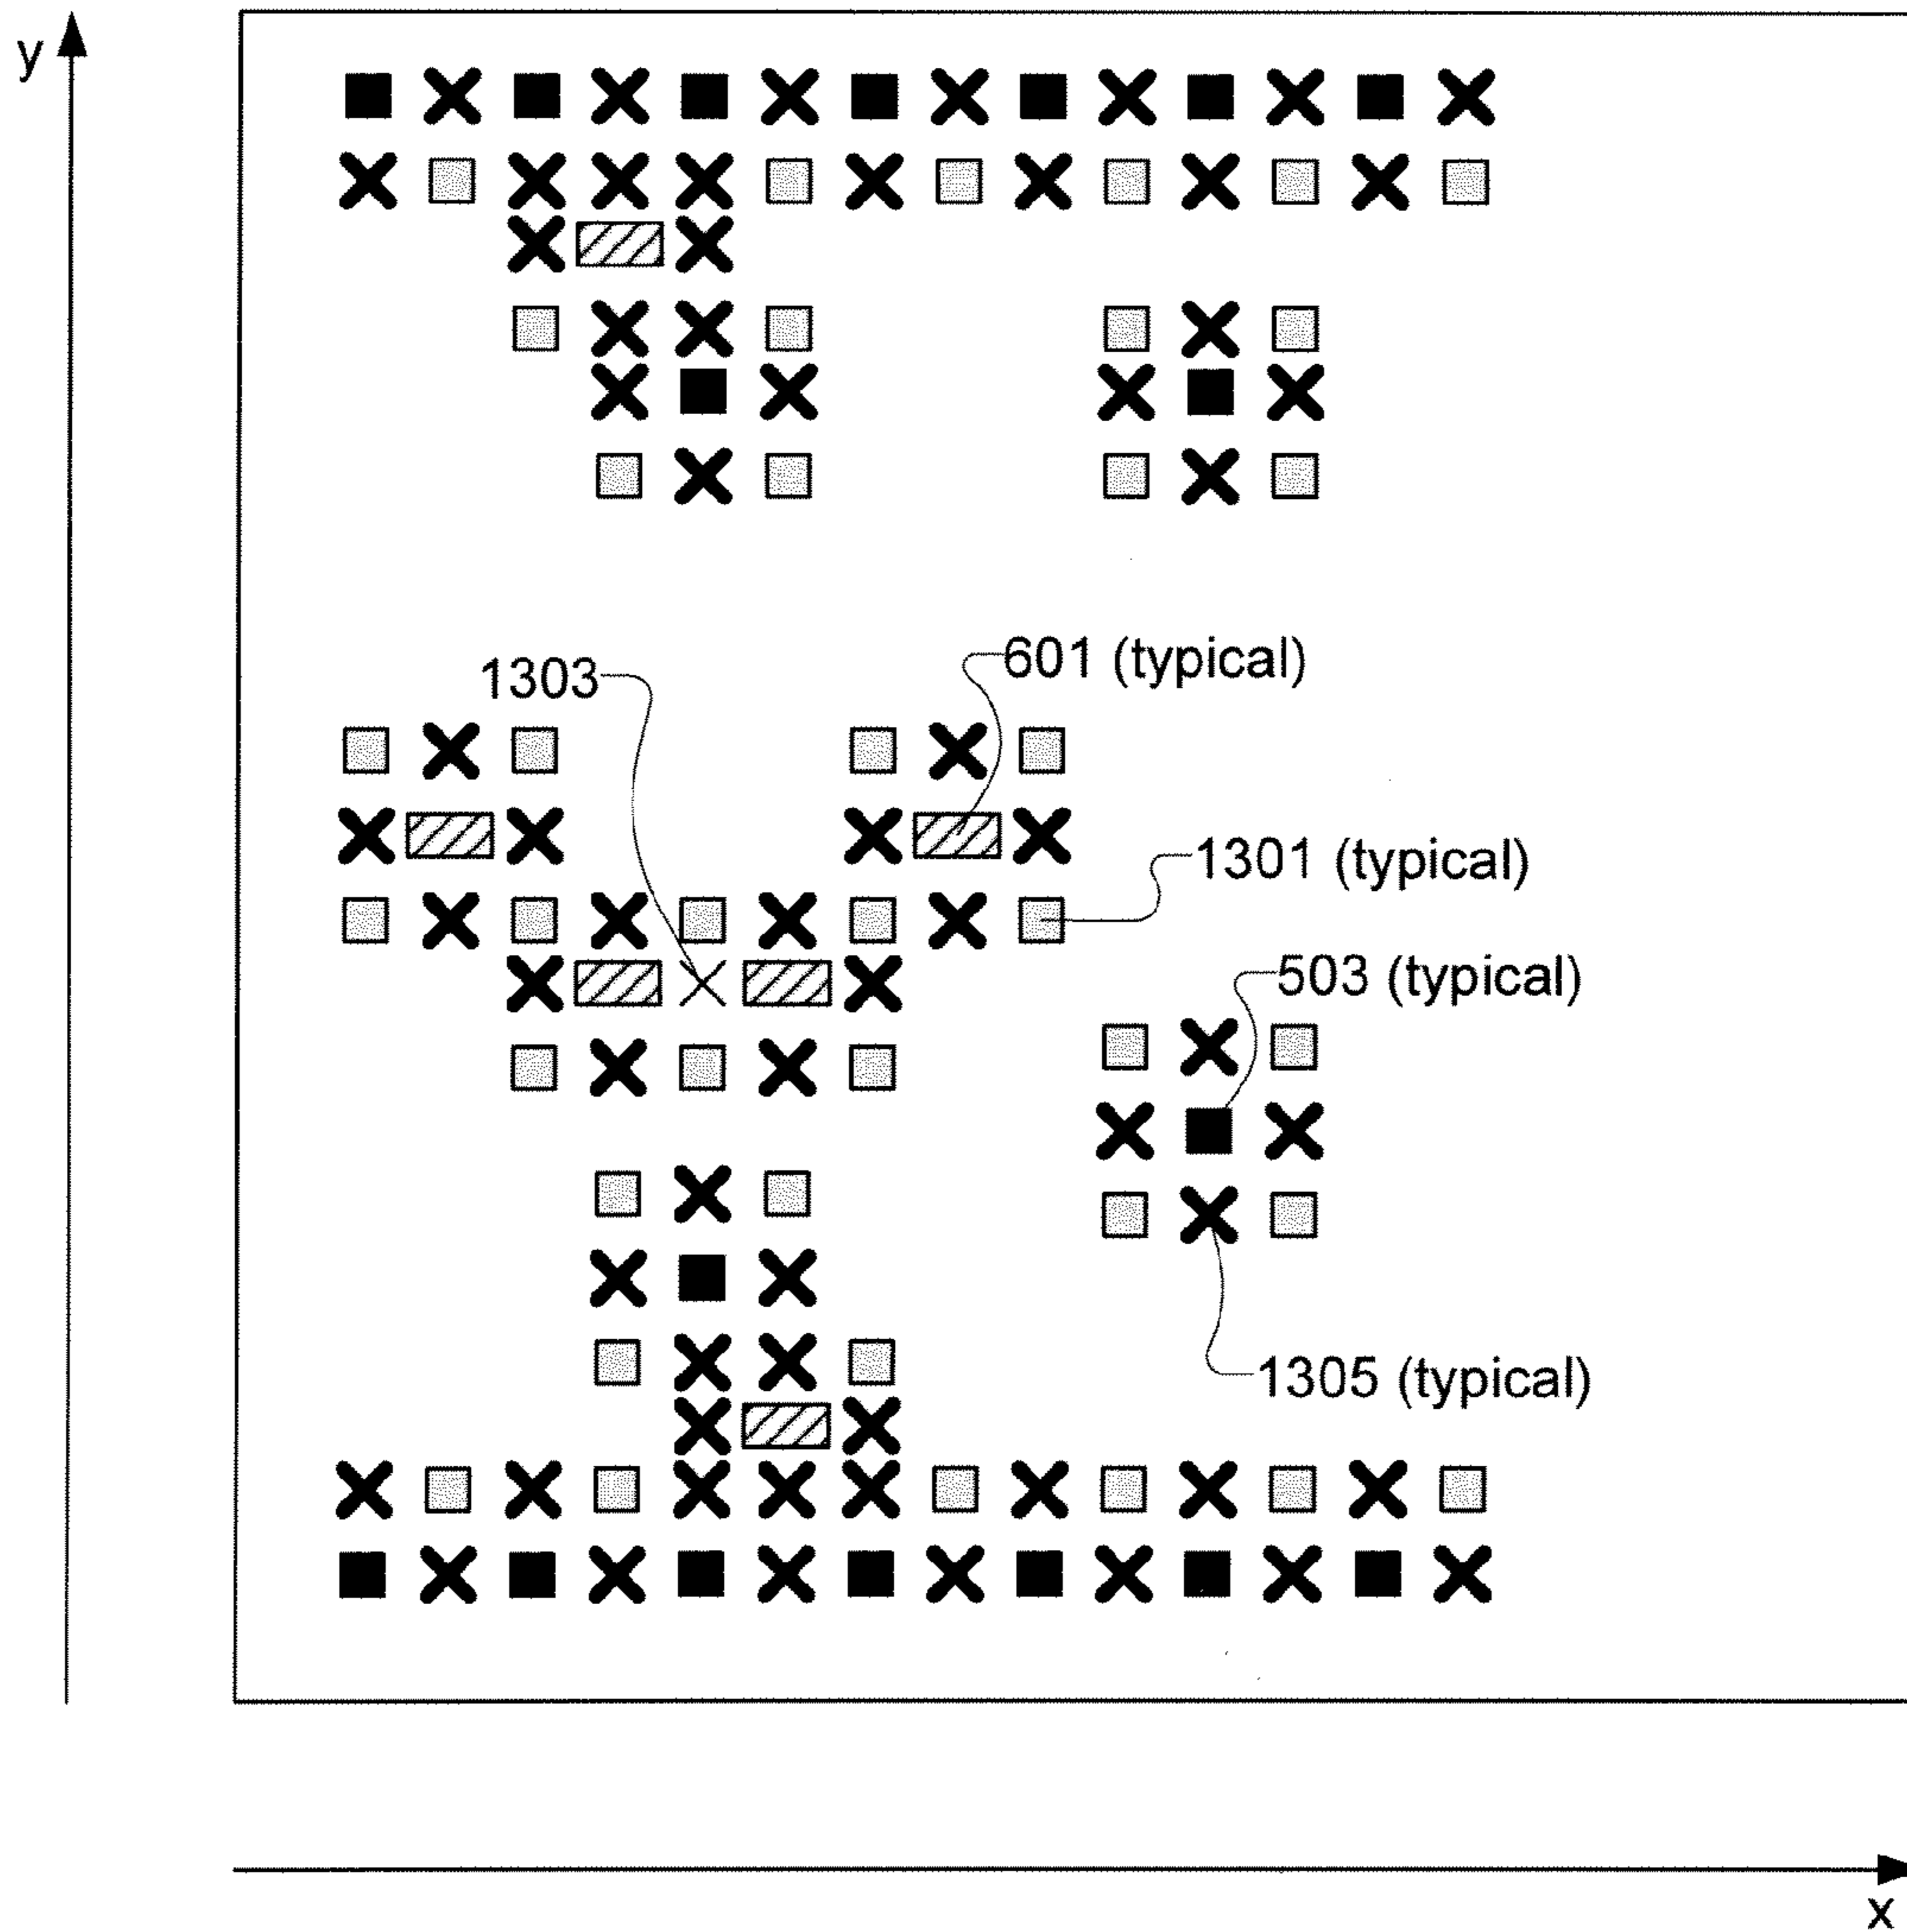 y
601 (typical)
1303
1301 (typical)
503 (typical)
1305 (typical)
x